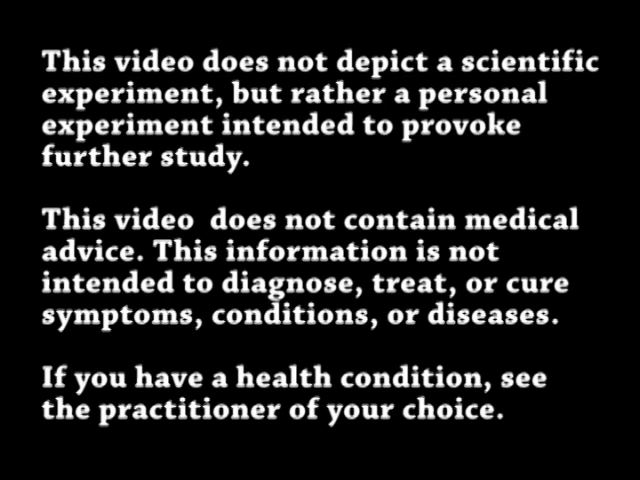 This video does not depict a scientific
experiment, but rather a personal
experiment intended to provoke
further study.
This video  does not contain medical
advice. This information is not
intended to diagnose, treat, or cure
symptoms, conditions, or diseases.
If you have a health condition, see
the practitioner of your choice.